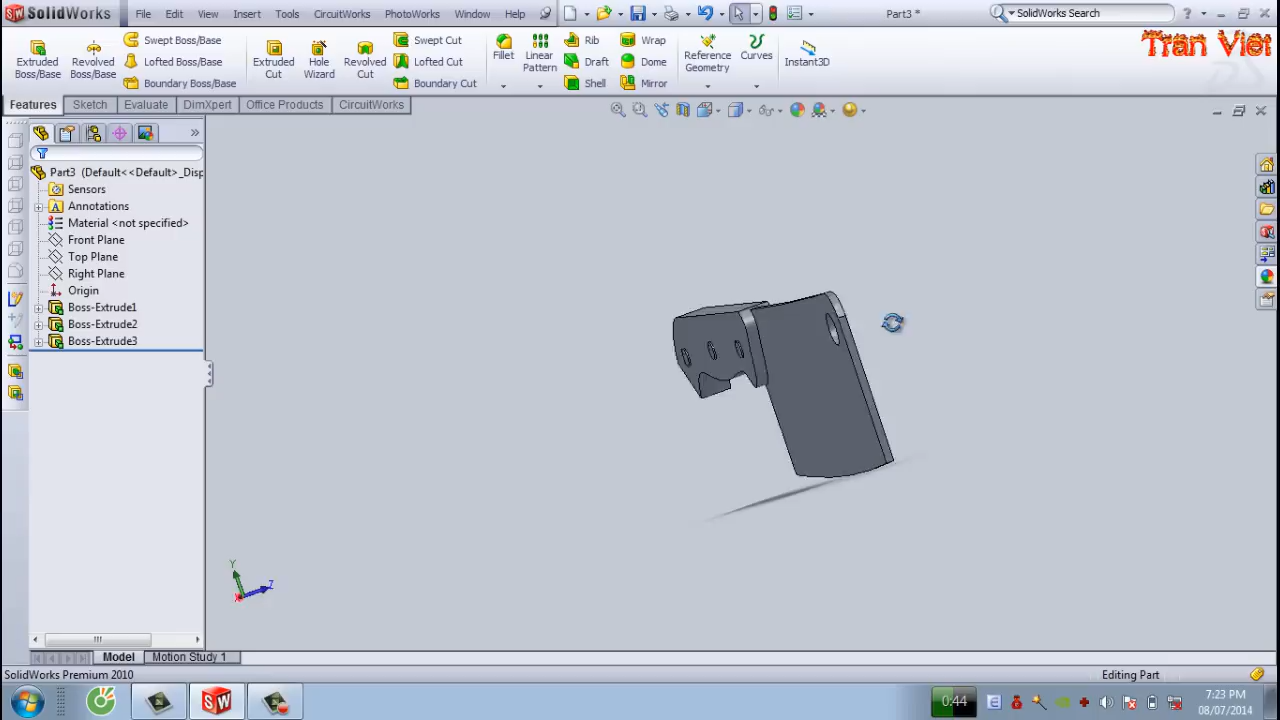 SolidWorks File Edit View Insert Tools CircuitWorks PhotoWorks Window Help Part3 * SolidWorks Search
Tran Viet
Extruded Boss/Base Revolved Boss/Base Swept Boss/Base Lofted Boss/Base Boundary Boss/Base Extruded Cut Hole Wizard Revolved Cut Swept Cut Lofted Cut Boundary Cut Fillet Linear Pattern Rib Draft Shell Wrap Dome Mirror Reference Geometry Curves Instant3D
Features Sketch Evaluate DimXpert Office Products CircuitWorks
Part3 (Default<<Default>_Disp
Sensors
Annotations
Material <not specified>
Front Plane
Top Plane
Right Plane
Origin
Boss-Extrude1
Boss-Extrude2
Boss-Extrude3
Y
Z
X
Model Motion Study 1
SolidWorks Premium 2010 Editing Part
0:44 7:23 PM
08/07/2014